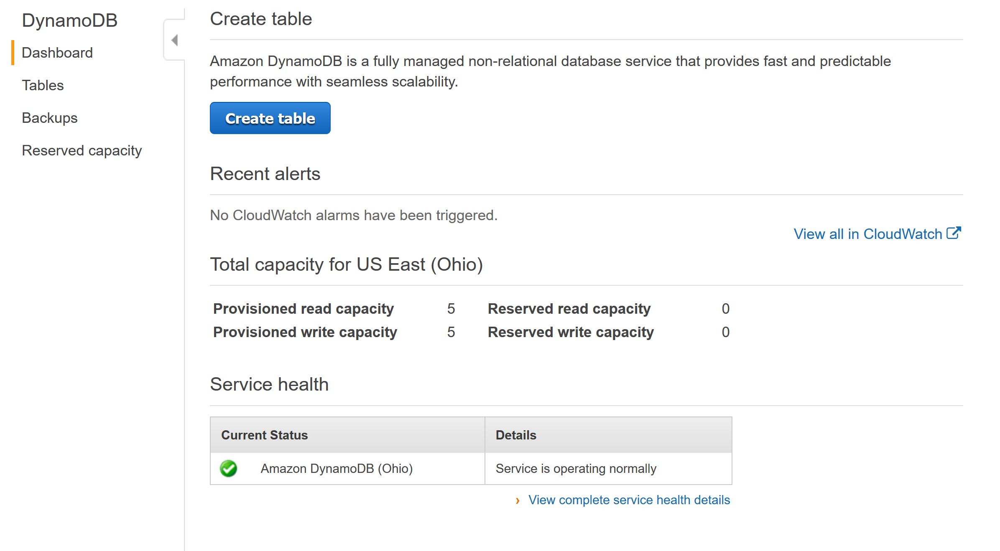 DynamoDB
Dashboard
Tables
Backups
Reserved capacity
Create table
Amazon DynamoDB is a fully managed non-relational database service that provides fast and predictable
performance with seamless scalability.
Create table
Recent alerts
No CloudWatch alarms have been triggered.
View all in CloudWatch
Total capacity for US East (Ohio)
Provisioned read capacity 5 Reserved read capacity 0
Provisioned write capacity 5 Reserved write capacity 0
Service health
Current Status Details
Amazon DynamoDB (Ohio) Service is operating normally
› View complete service health details